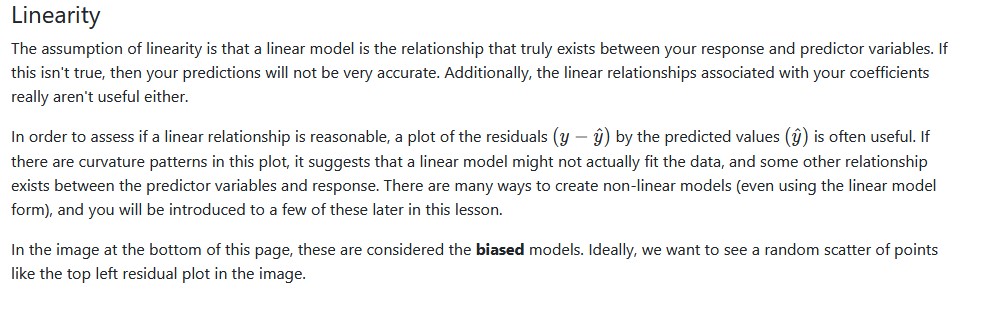 Linearity
The assumption of linearity is that a linear model is the relationship that truly exists between your response and predictor variables. If
this isn't true, then your predictions will not be very accurate. Additionally, the linear relationships associated with your coefficients
really aren't useful either.
In order to assess if a linear relationship is reasonable, a plot of the residuals (y − ŷ) by the predicted values (ŷ) is often useful. If
there are curvature patterns in this plot, it suggests that a linear model might not actually fit the data, and some other relationship
exists between the predictor variables and response. There are many ways to create non-linear models (even using the linear model
form), and you will be introduced to a few of these later in this lesson.
In the image at the bottom of this page, these are considered the biased models. Ideally, we want to see a random scatter of points
like the top left residual plot in the image.